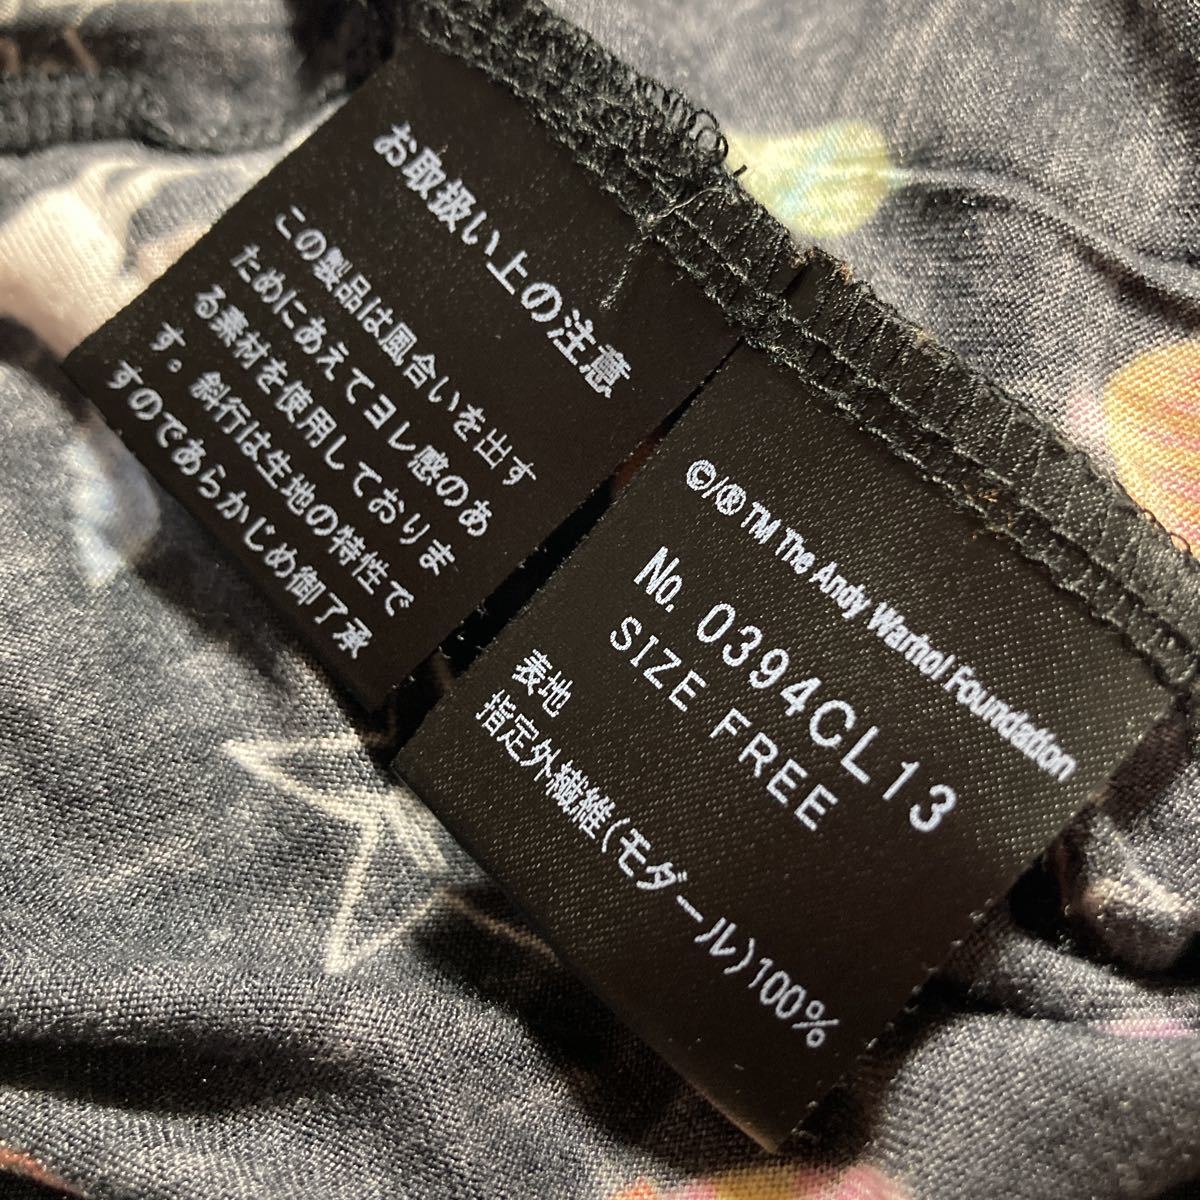 お取扱い上の注意
この製品は風合いを出す
ためにあえてヨレ感のあ
る素材を使用しておりま
す。斜行は生地の特性で
すのであらかじめ御了承
©/® TM The Andy Warhol Foundation
No. 0394CL13
SIZE FREE
表地
指定外繊維(モダール)100%